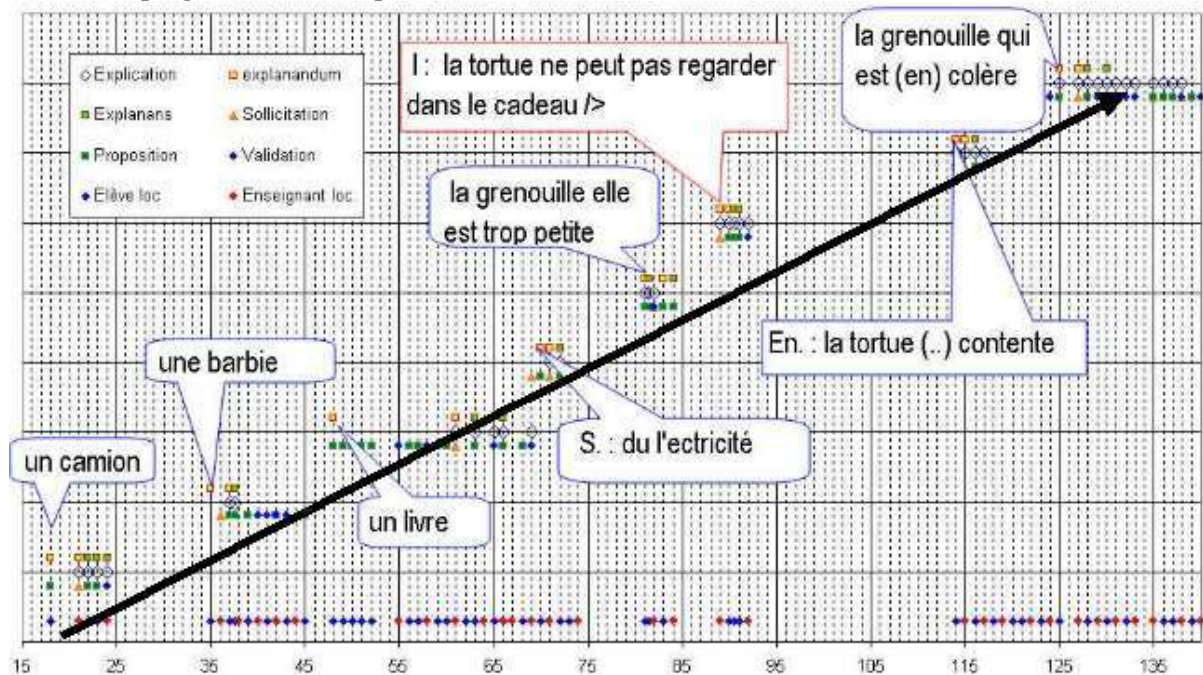 I : la tortue ne peut pas regarder
dans le cadeau />
la grenouille qui
est (en) colère
Explication
explanandum
Explanans
Sollicitation
Proposition
Validation
Elève loc
Enseignant loc
la grenouille elle
est trop petite
une barbie
En. : la tortue (..) contente
un camion
S. : du l'ectricité
un livre
15 25 35 45 55 65 75 85 95 105 115 125 135